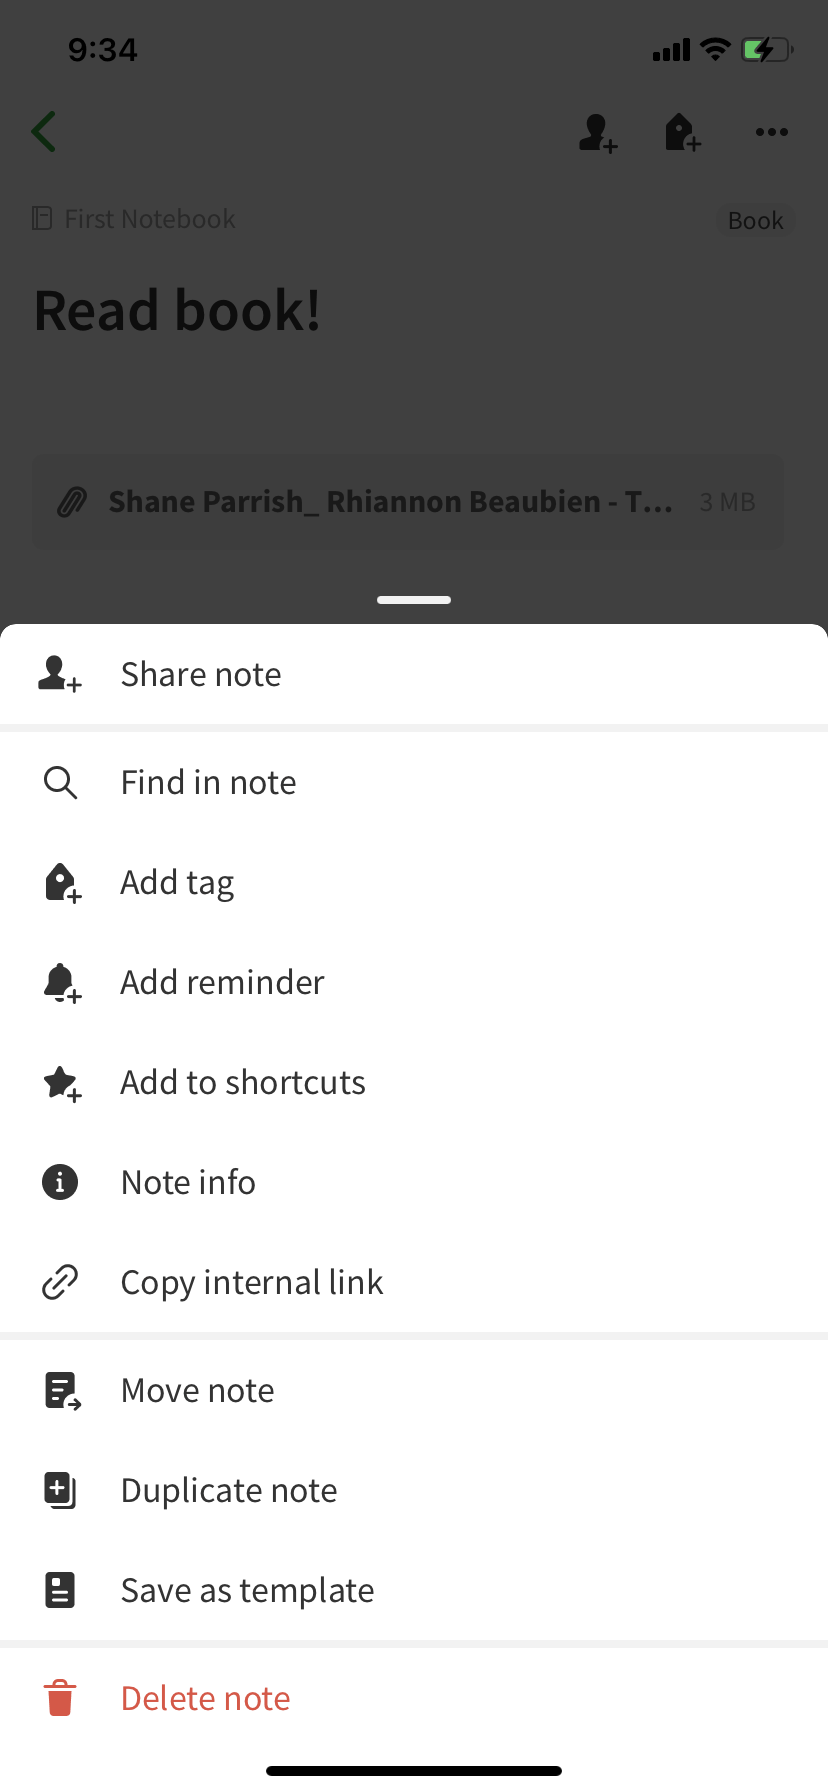 9:34
First Notebook
Book
Read book!
Shane Parrish_ Rhiannon Beaubien - T... 3 MB
Share note
Find in note
Add tag
Add reminder
Add to shortcuts
Note info
Copy internal link
Move note
Duplicate note
Save as template
Delete note